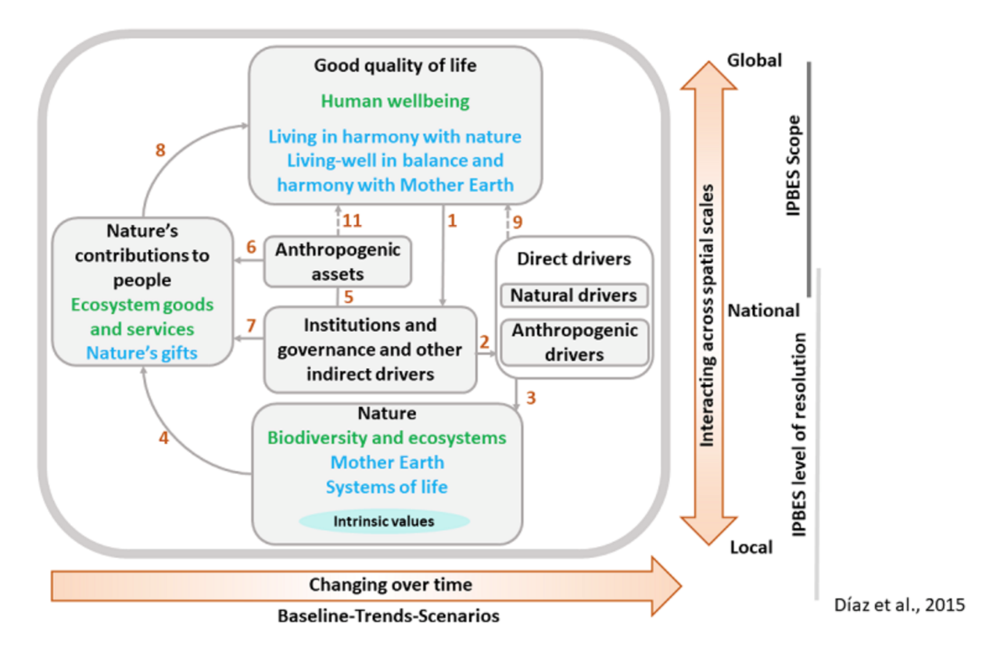 Good quality of life
Human wellbeing
Living in harmony with nature
Living-well in balance and
harmony with Mother Earth
8
11
1
9
Nature’s
contributions to
people
Ecosystem goods
and services
Nature’s gifts
6
Anthropogenic
assets
5
7
Institutions and
governance and other
indirect drivers
2
Direct drivers
Natural drivers
Anthropogenic
drivers
3
4
Nature
Biodiversity and ecosystems
Mother Earth
Systems of life
Intrinsic values
Changing over time
Baseline-Trends-Scenarios
Interacting across spatial scales
Global
National
Local
IPBES Scope
IPBES level of resolution
Díaz et al., 2015